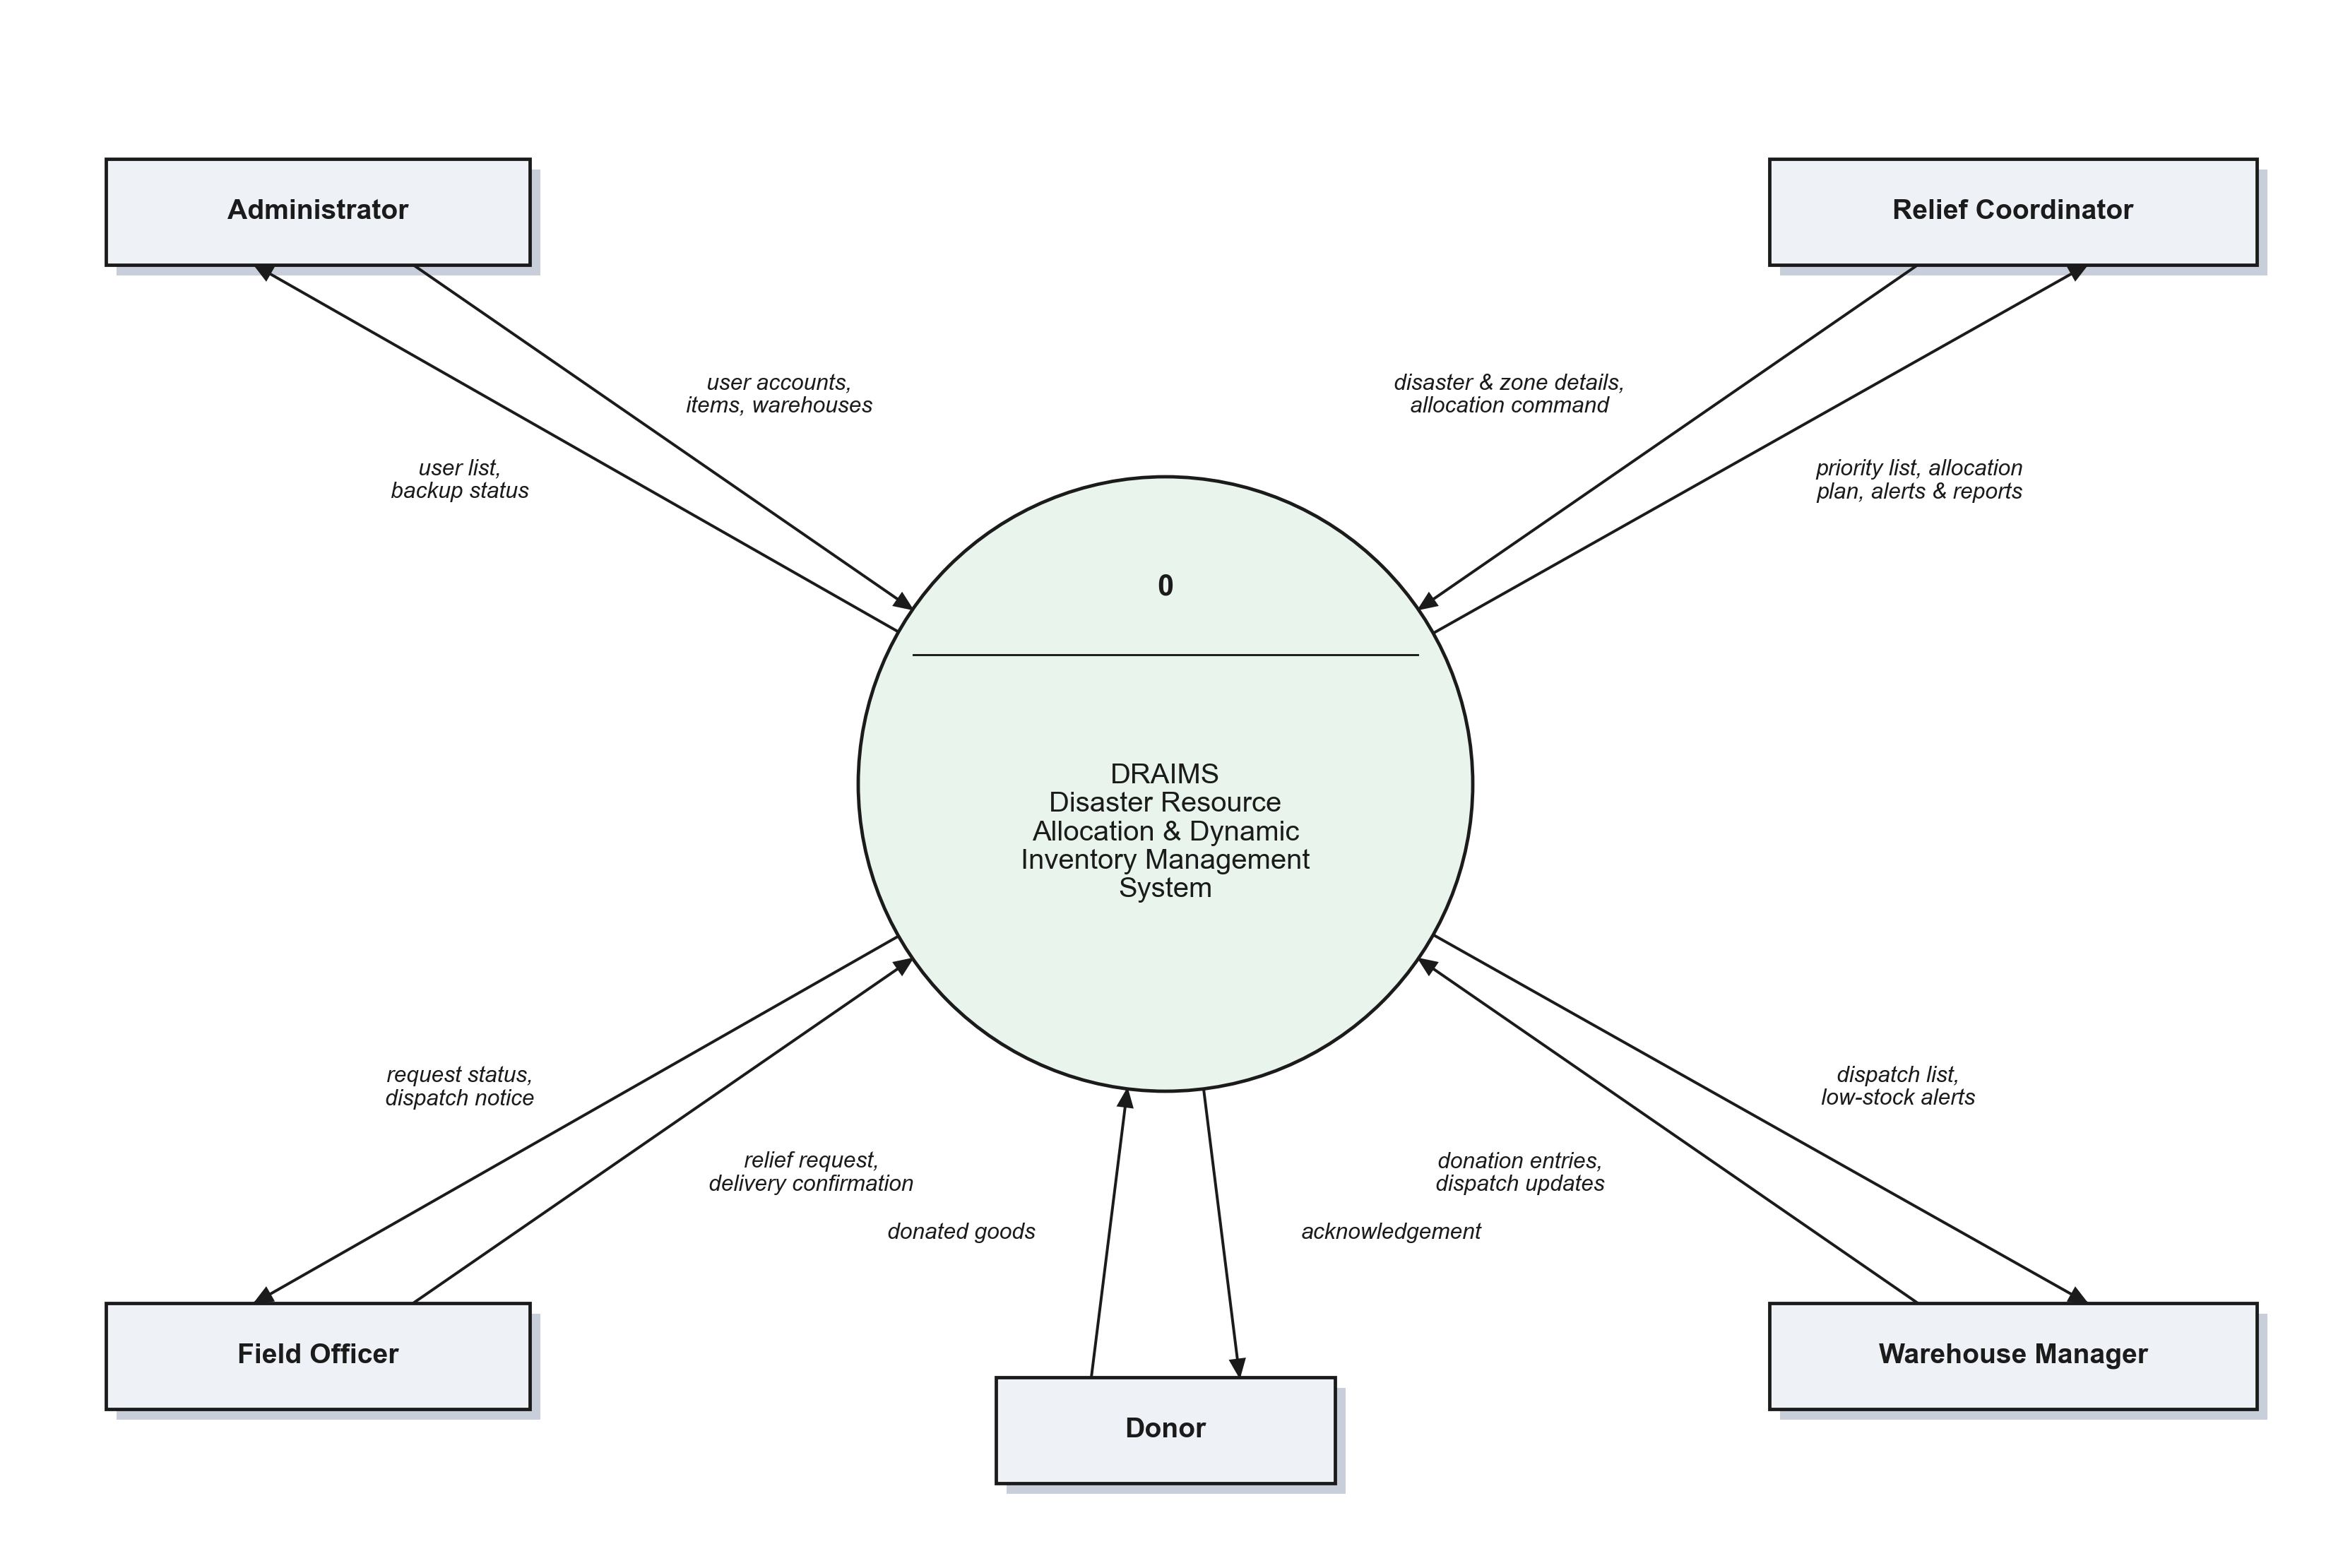 Administrator
Relief Coordinator
user accounts,
items, warehouses
disaster & zone details,
allocation command
user list,
backup status
priority list, allocation
plan, alerts & reports
0
DRAIMS
Disaster Resource
Allocation & Dynamic
Inventory Management
System
request status,
dispatch notice
dispatch list,
low-stock alerts
relief request,
delivery confirmation
donation entries,
dispatch updates
donated goods
acknowledgement
Field Officer
Warehouse Manager
Donor